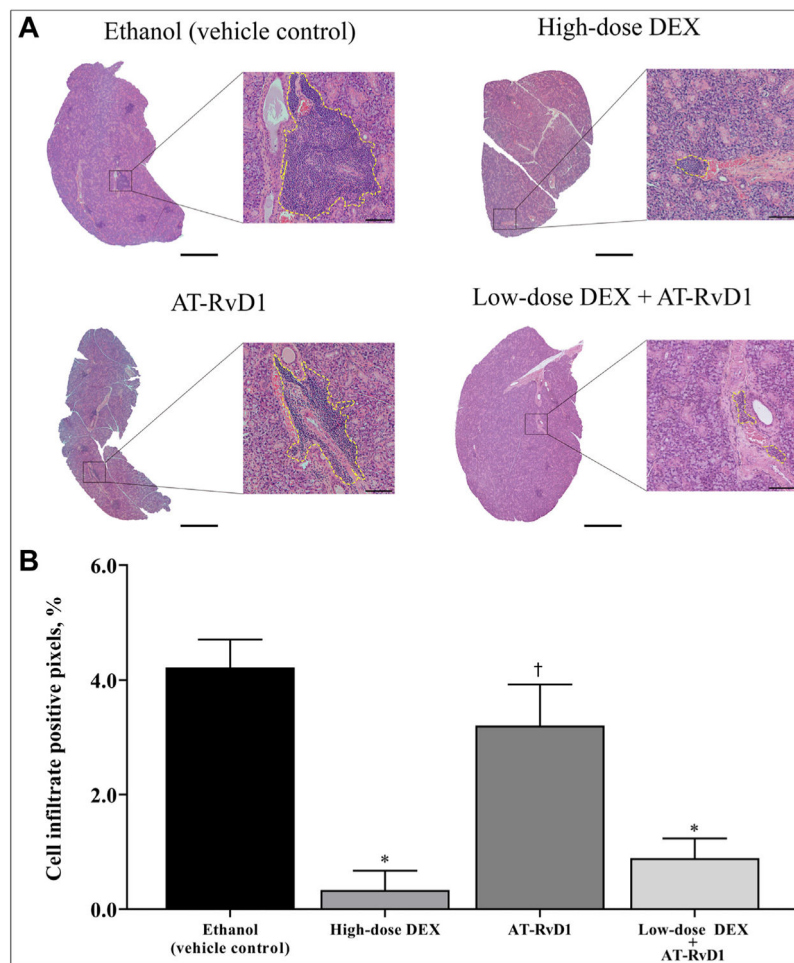 A
Ethanol (vehicle control)
High-dose DEX
AT-RvD1
Low-dose DEX + AT-RvD1
B
Cell infiltrate positive pixels, %
6.0
4.0
2.0
0.0
*
†
*
Ethanol
(vehicle control)
High-dose DEX
AT-RvD1
Low-dose DEX
+
AT-RvD1